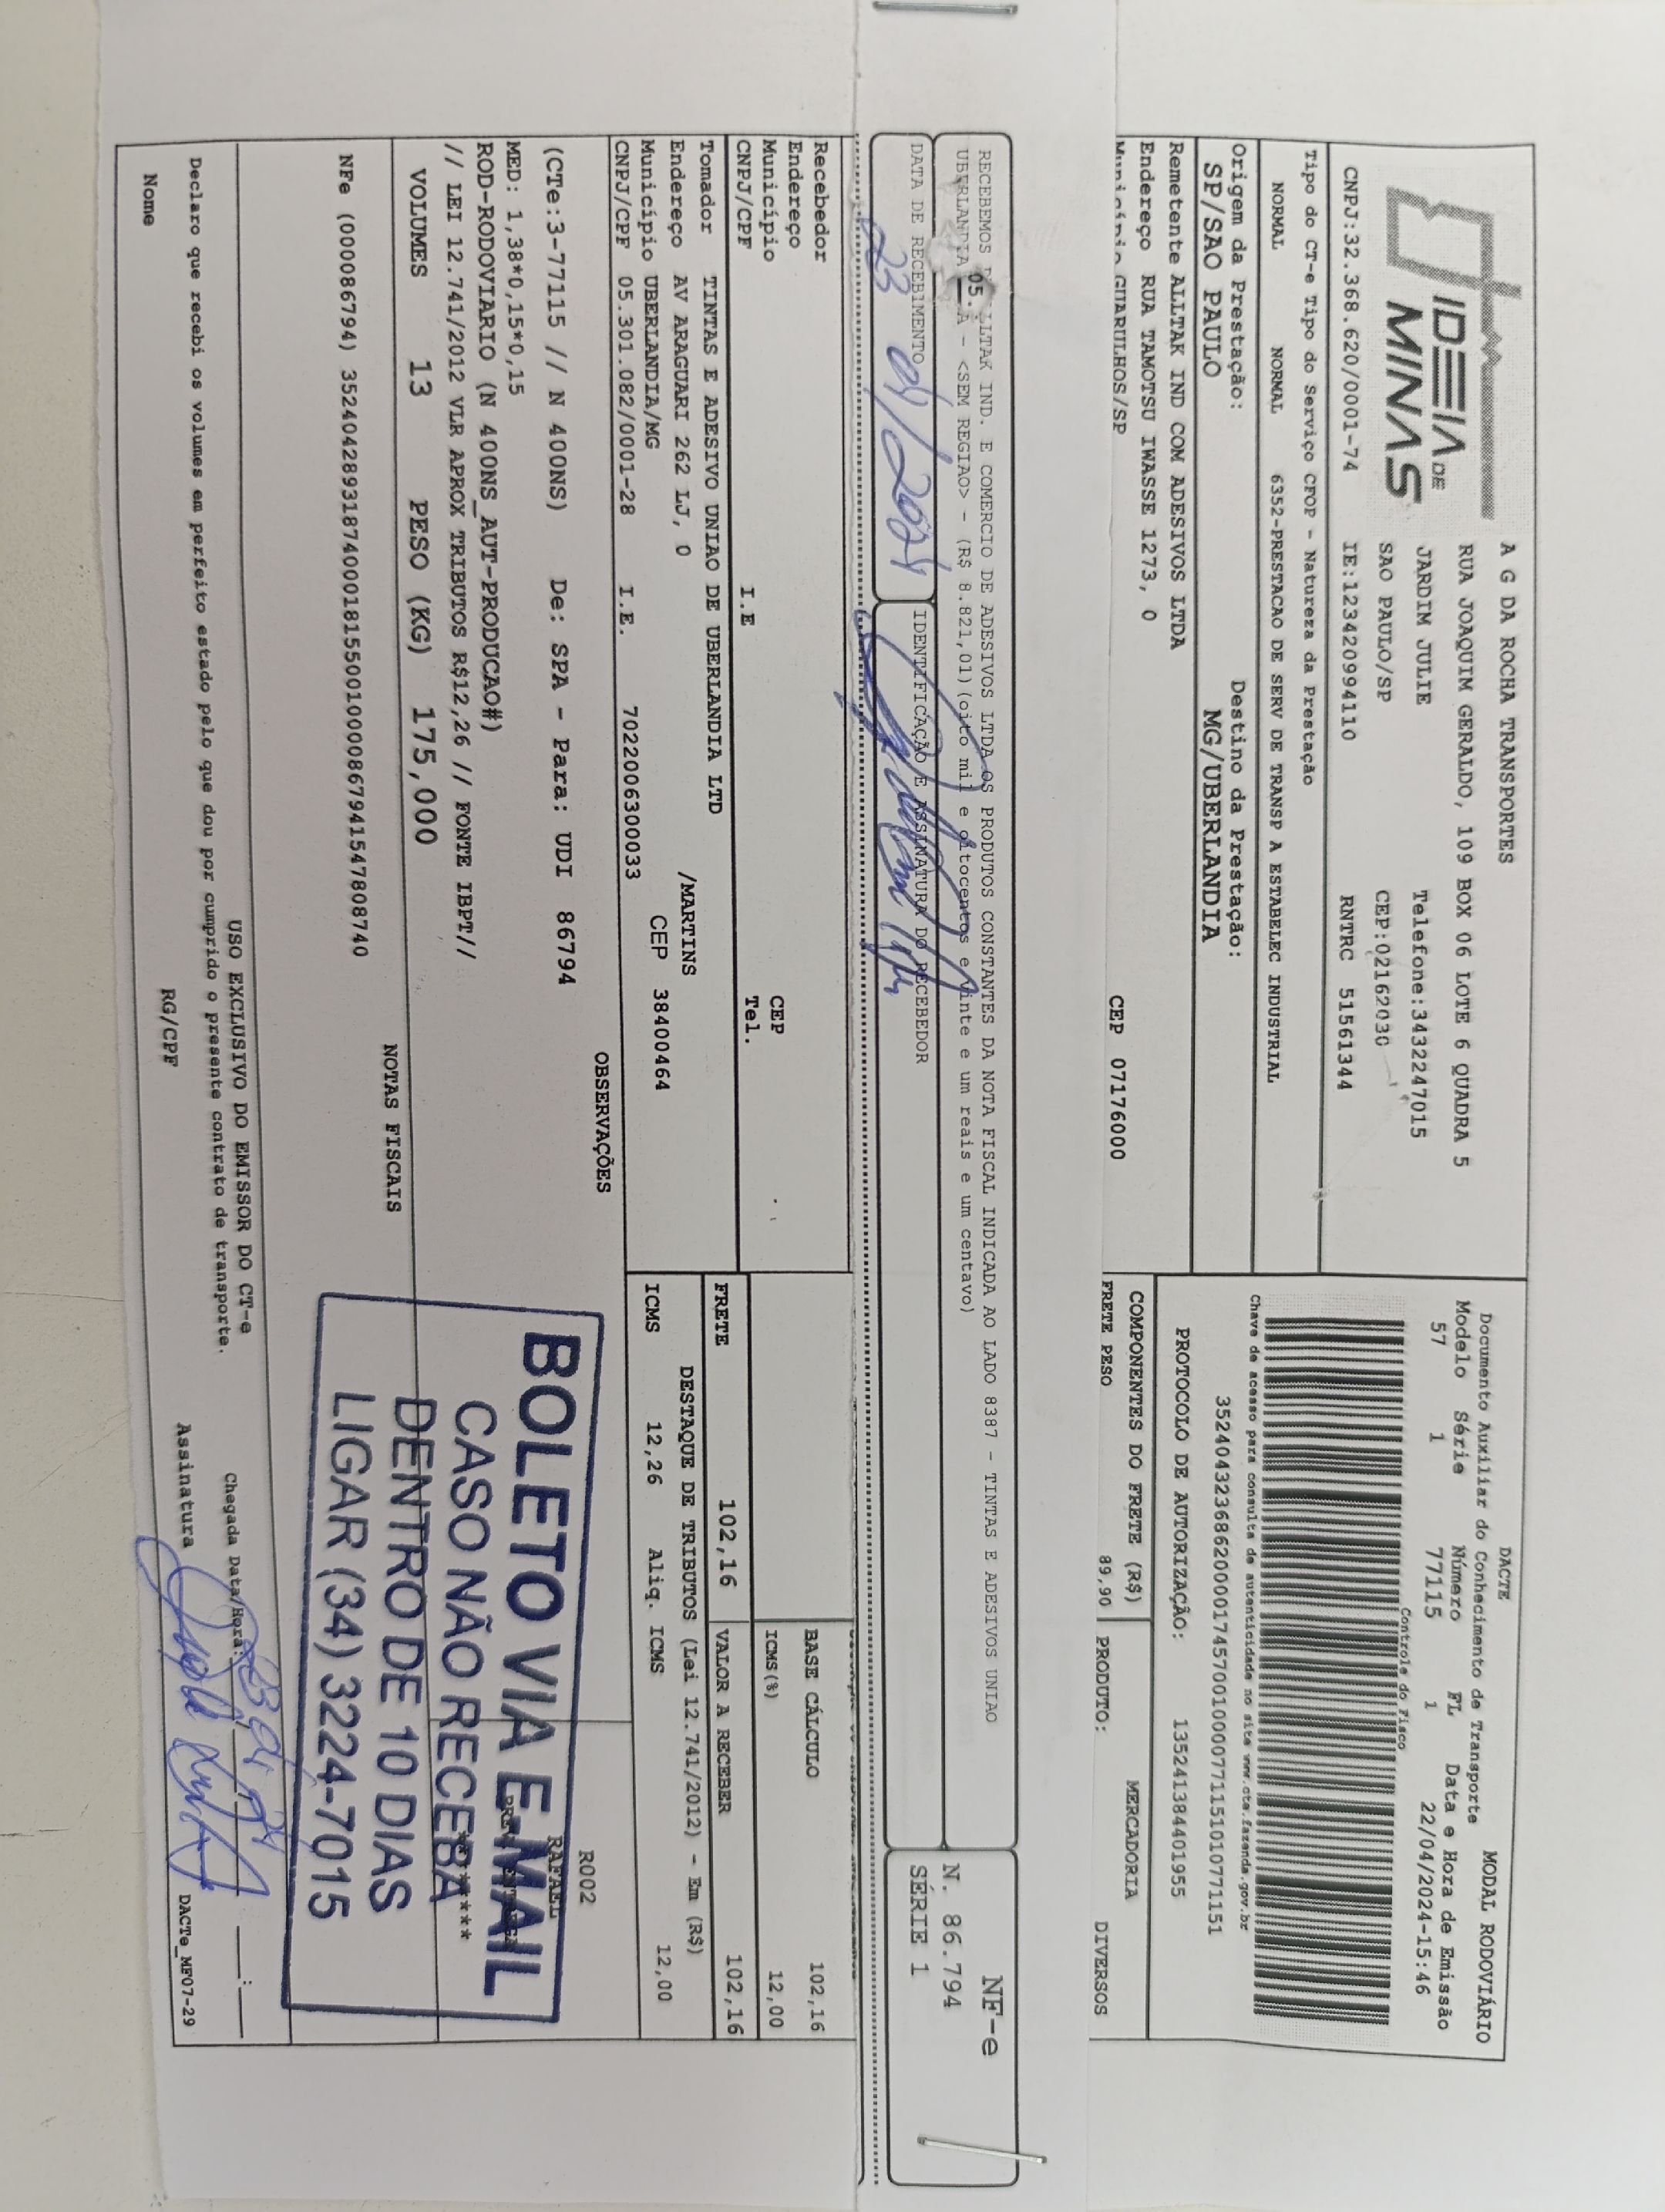 IDEIA DE
MINAS
A G DA ROCHA TRANSPORTES
RUA JOAQUIM GERALDO, 109 BOX 06 LOTE 6 QUADRA 5
JARDIM JULIE Telefone:3432247015
SAO PAULO/SP CEP:02162030
CNPJ:32.368.620/0001-74 IE:123420994110 RNTRC 51561344
DACTE MODAL RODOVIÁRIO
Documento Auxiliar do Conhecimento de Transporte
Modelo Série Número FL Data e Hora de Emissão
57 1 77115 1 22/04/2024-15:46
Controle do Fisco
Tipo do CT-e Tipo do Serviço CFOP - Natureza da Prestação
NORMAL NORMAL 6352-PRESTACAO DE SERV DE TRANSP A ESTABELEC INDUSTRIAL
Chave de acesso para consulta de autenticidade no site www.cte.fazenda.gov.br
35240432368620000174570010000771151010771151
Origem da Prestação: Destino da Prestação:
SP/SAO PAULO MG/UBERLANDIA
PROTOCOLO DE AUTORIZAÇÃO: 135241384401955
Remetente ALLTAK IND COM ADESIVOS LTDA
Endereço RUA TAMOTSU IWASSE 1273, 0
Município GUARULHOS/SP CEP 07176000
COMPONENTES DO FRETE (R$) MERCADORIA
FRETE PESO 89,90 PRODUTO: DIVERSOS
RECEBEMOS ALLTAK IND. E COMERCIO DE ADESIVOS LTDA OS PRODUTOS CONSTANTES DA NOTA FISCAL INDICADA AO LADO 8387 - TINTAS E ADESIVOS UNIAO
UBERLANDIA 05. A - <SEM REGIAO> - (R$ 8.821,01)(oito mil e oitocentos e vinte e um reais e um centavo)
DATA DE RECEBIMENTO IDENTIFICAÇÃO E ASSINATURA DO RECEBEDOR
23 04/2024
NF-e
N. 86.794
SÉRIE 1
Recebedor
Endereço
Município CEP
CNPJ/CPF I.E Tel.
BASE CÁLCULO 102,16
ICMS(%) 12,00
Tomador TINTAS E ADESIVO UNIAO DE UBERLANDIA LTD
Endereço AV ARAGUARI 262 LJ, 0 /MARTINS
Município UBERLANDIA/MG CEP 38400464
CNPJ/CPF 05.301.082/0001-28 I.E. 7022006300033
FRETE 102,16 VALOR A RECEBER 102,16
DESTAQUE DE TRIBUTOS (Lei 12.741/2012) - Em (R$)
ICMS 12,26 Aliq. ICMS 12,00
OBSERVAÇÕES
(CTe:3-77115 // N 400NS) De: SPA - Para: UDI 86794
MED: 1,38*0,15*0,15
ROD-RODOVIARIO (N 400NS_AUT-PRODUCAO#)
// LEI 12.741/2012 VLR APROX TRIBUTOS R$12,26 // FONTE IBPT//
R002
RAFAEL
VOLUMES 13 PESO (KG) 175,000
BOLETO VIA E-MAIL
CASO NÃO RECEBA
DENTRO DE 10 DIAS
LIGAR (34) 3224-7015
NOTAS FISCAIS
NFe (000086794) 35240428931874000181550010000867941547808740
USO EXCLUSIVO DO EMISSOR DO CT-e
Declaro que recebi os volumes em perfeito estado pelo que dou por cumprido o presente contrato de transporte.
Chegada Data/Hora:
Nome RG/CPF Assinatura
DACTe_MF07-29